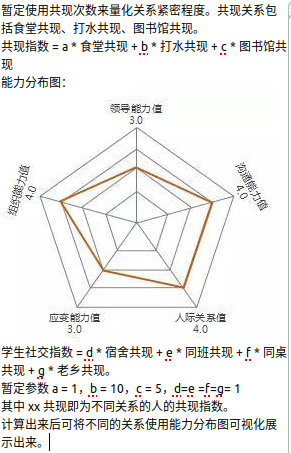 暂定使用共现次数来量化关系紧密程度。共现关系包
括食堂共现、打水共现、图书馆共现。
共现指数 = a * 食堂共现 + b * 打水共现 + c * 图书馆共
现
能力分布图：
领导能力值
3.0
沟通能力值
4.0
组织能力值
4.0
应变能力值
3.0
人际关系值
4.0
学生社交指数 = d * 宿舍共现 + e * 同班共现 + f * 同桌
共现 + g * 老乡共现。
暂定参数 a = 1，b = 10，c = 5，d=e =f=g= 1
其中 xx 共现即为不同关系的人的共现指数。
计算出来后可将不同的关系使用能力分布图可视化展
示出来。